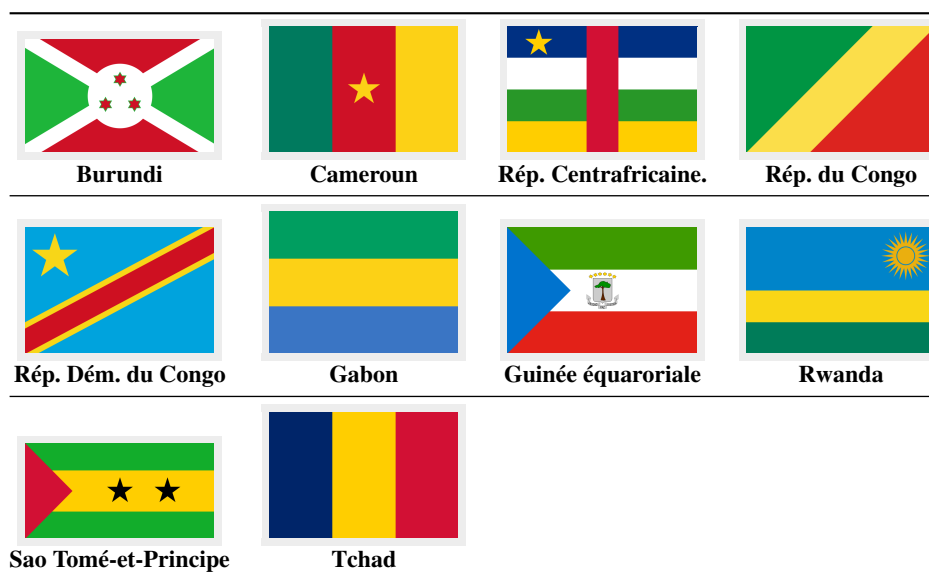 Burundi
Cameroun
Rép. Centrafricaine.
Rép. du Congo
Rép. Dém. du Congo
Gabon
Guinée équaroriale
Rwanda
Sao Tomé-et-Principe
Tchad